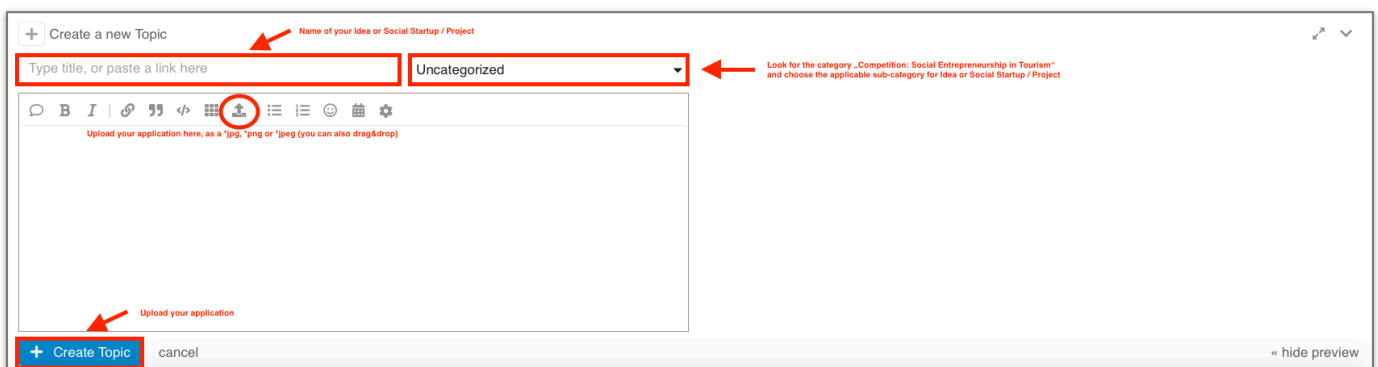 Create a new Topic
Name of your Idea or Social Startup / Project
Type title, or paste a link here
Uncategorized
Look for the category „Competition: Social Entrepreneurship in Tourism“
and choose the applicable sub-category for Idea or Social Startup / Project
B I
Upload your application here, as a *jpg, *png or *jpeg (you can also drag&drop)
Upload your application
+ Create Topic
cancel
« hide preview